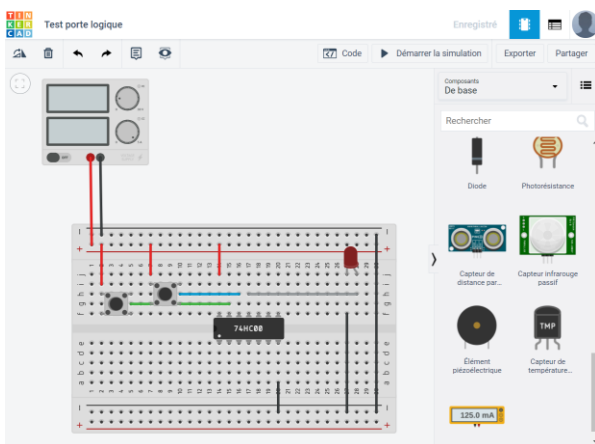 TIN
KER
CAD
Test porte logique
Enregistré
Code
Démarrer la simulation
Exporter
Partager
Composants
De base
Rechercher
Diode
Photorésistance
Capteur de
distance par...
Capteur infrarouge
passif
TMP
Élément
piézoélectrique
Capteur de
température...
125.0 mA
74HC00